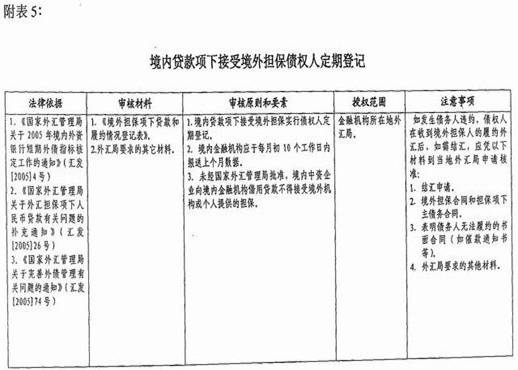 附表5：
境内贷款项下接受境外担保债权人定期登记
法律依据
审核材料
审核原则和要素
授权范围
注意事项
1.《国家外汇管理局
关于2005年境内外资
银行短期外债指标核
定工作的通知》（汇发
[2005]4号）
2.《国家外汇管理局
关于外汇担保项下人
民币贷款有关问题的
补充通知》（汇发
[2005]26号）
3.《国家外汇管理局
关于完善外债管理有
关问题的通知》（汇发
[2005]74号）
1.《境外担保项下贷款和
履约情况登记表》。
2.外汇局要求的其它材料。
1.境内贷款项下接受境外担保实行债权人定
期登记。
2.境内金融机构应于每月初10个工作日内
报送上个月数据。
3.未经国家外汇管理局批准，境内中资企
业向境内金融机构借用贷款不得接受境外机
构或个人提供的担保。
金融机构所在地外
汇局。
如发生债务人违约，债权人
在收到境外担保人的履约外
汇后，如需结汇，应凭以下
材料到当地外汇局申请核
准：
1.结汇申请。
2.境外担保合同和担保项下
主债务合同。
3.表明债务人无法履约的书
面合同（如催款通知书
等）。
4.外汇局要求的其他材料。